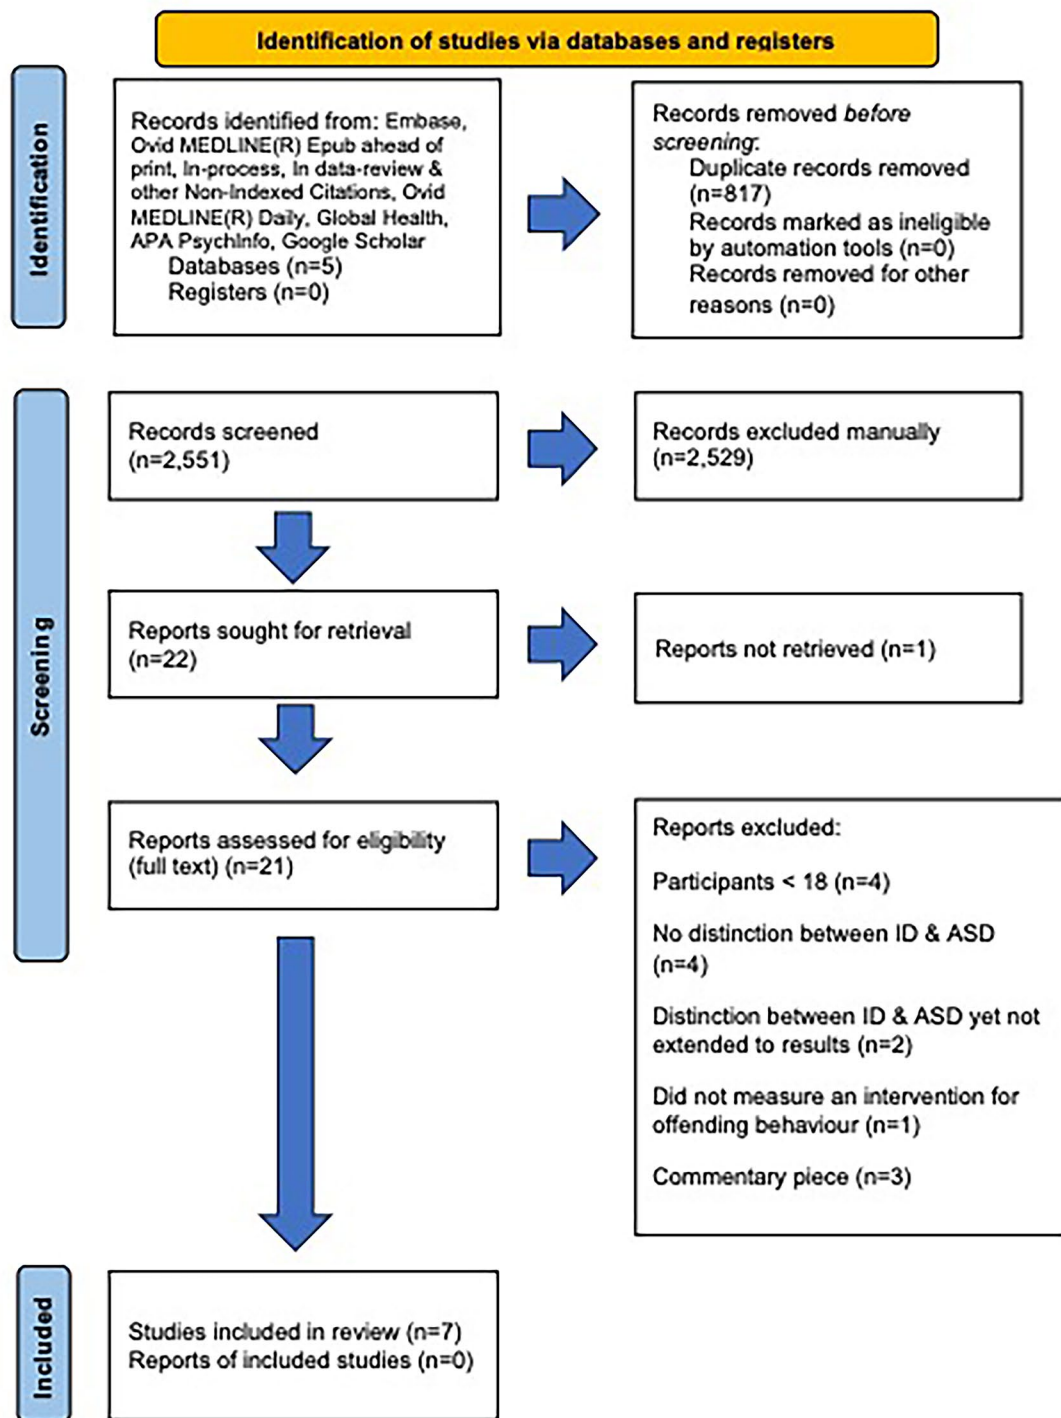 Identification of studies via databases and registers
Identification
Records identified from: Embase,
Ovid MEDLINE(R) Epub ahead of
print, In-process, In data-review &
other Non-Indexed Citations, Ovid
MEDLINE(R) Daily, Global Health,
APA PsychInfo, Google Scholar
Databases (n=5)
Registers (n=0)
Records removed before
screening:
Duplicate records removed
(n=817)
Records marked as ineligible
by automation tools (n=0)
Records removed for other
reasons (n=0)
Screening
Records screened
(n=2,551)
Records excluded manually
(n=2,529)
Reports sought for retrieval
(n=22)
Reports not retrieved (n=1)
Reports assessed for eligibility
(full text) (n=21)
Reports excluded:
Participants < 18 (n=4)
No distinction between ID & ASD
(n=4)
Distinction between ID & ASD yet not
extended to results (n=2)
Did not measure an intervention for
offending behaviour (n=1)
Commentary piece (n=3)
Included
Studies included in review (n=7)
Reports of included studies (n=0)